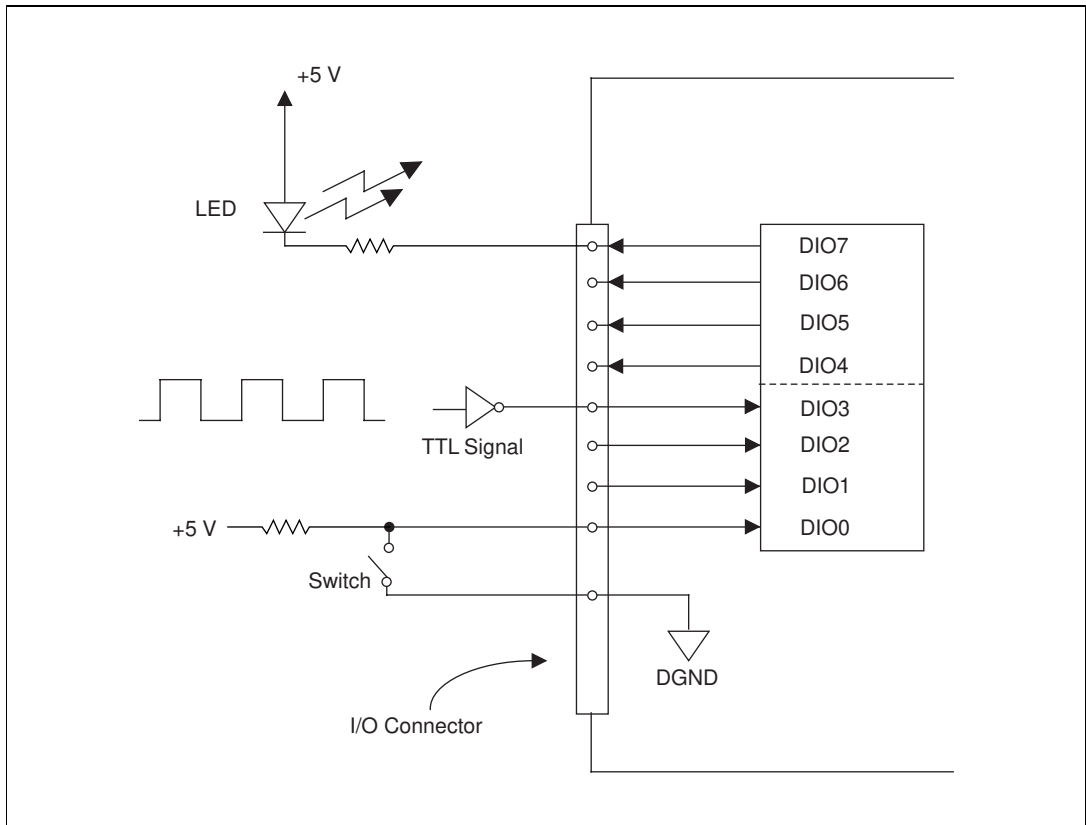 +5 V
LED
DIO7
DIO6
DIO5
DIO4
DIO3
TTL Signal
DIO2
DIO1
+5 V
DIO0
Switch
DGND
I/O Connector